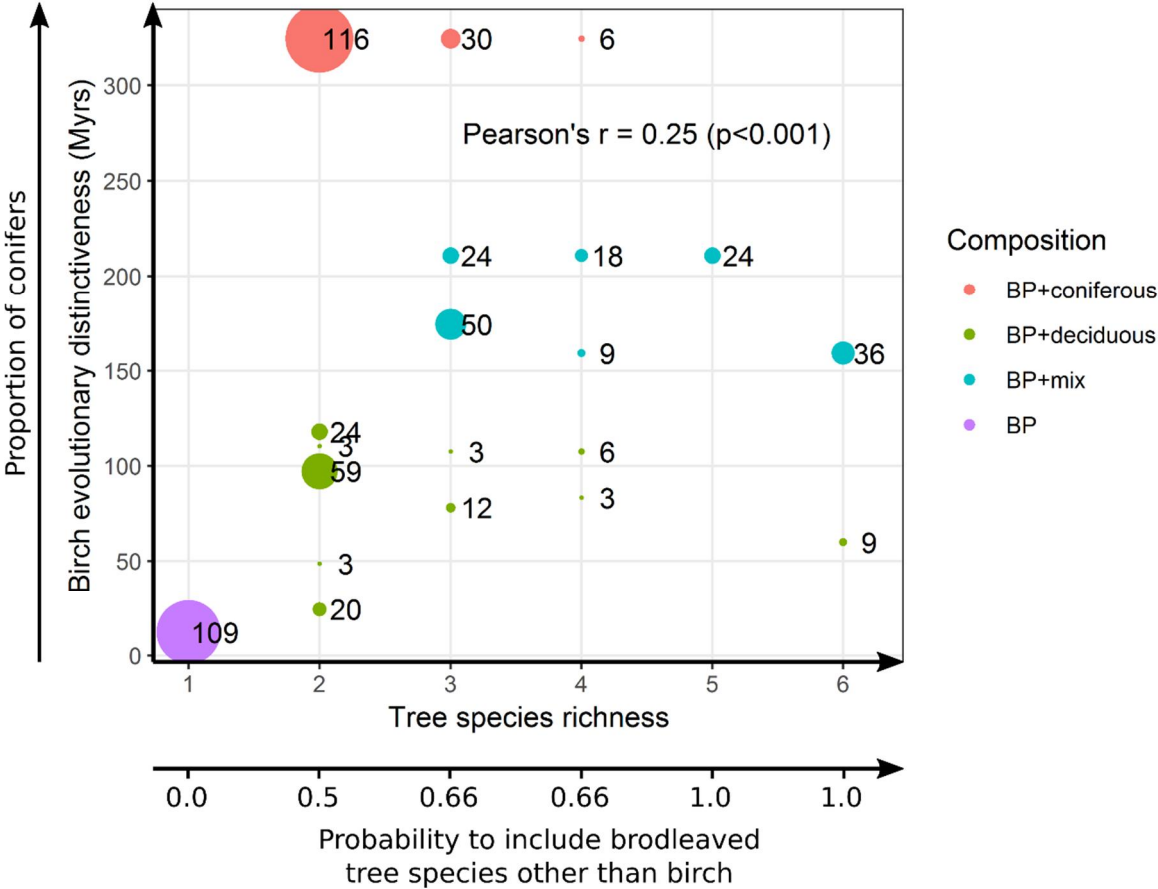 Proportion of conifers
Birch evolutionary distinctiveness (Myrs)
116 30 6
300
Pearson's r = 0.25 (p<0.001)
250
24 18 24
200
50
9 36
150
24
3
59
3 6
100
12 3
9
50
3
20
109
0
1 2 3 4 5 6
Tree species richness
0.0 0.5 0.66 0.66 1.0 1.0
Probability to include brodleaved
tree species other than birch
Composition
BP+coniferous
BP+deciduous
BP+mix
BP